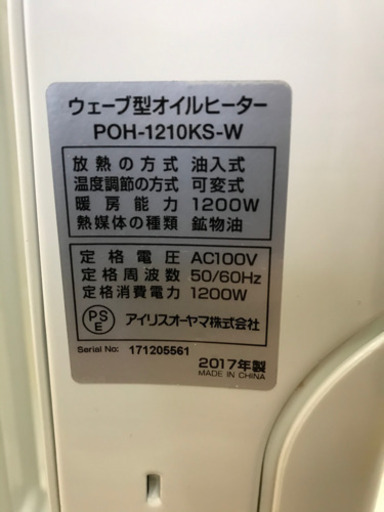 ウェーブ型オイルヒーター
POH-1210KS-W
放熱の方式 油入式
温度調節の方式 可変式
暖房能力 1200W
熱媒体の種類 鉱物油
定格電圧 AC100V
定格周波数 50/60Hz
定格消費電力 1200W
PSE アイリスオーヤマ株式会社
Serial No: 171205561
2017年製
MADE IN CHINA